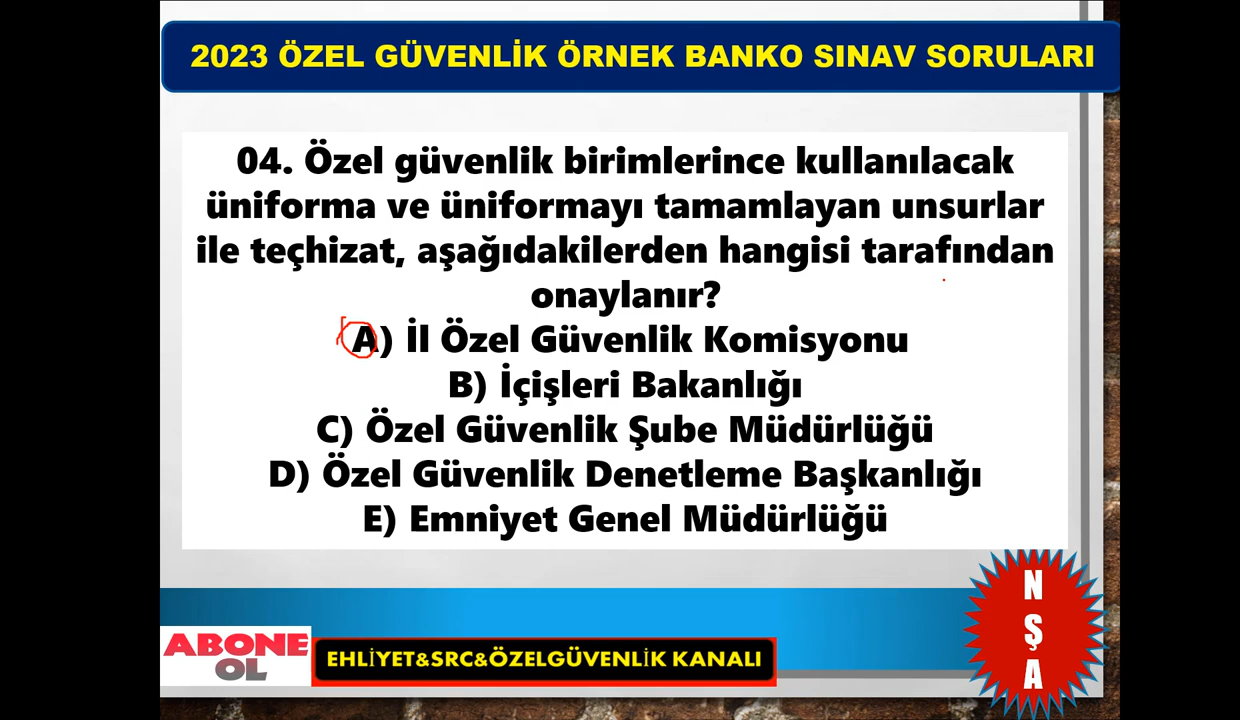 2023 ÖZEL GÜVENLİK ÖRNEK BANKO SINAV SORULARI
04. Özel güvenlik birimlerince kullanılacak
üniforma ve üniformayı tamamlayan unsurlar
ile teçhizat, aşağıdakilerden hangisi tarafından
onaylanır?
A) İl Özel Güvenlik Komisyonu
B) İçişleri Bakanlığı
C) Özel Güvenlik Şube Müdürlüğü
D) Özel Güvenlik Denetleme Başkanlığı
E) Emniyet Genel Müdürlüğü
N
Ş
A
ABONE
OL
EHLİYET&SRC&ÖZELGÜVENLİK KANALI